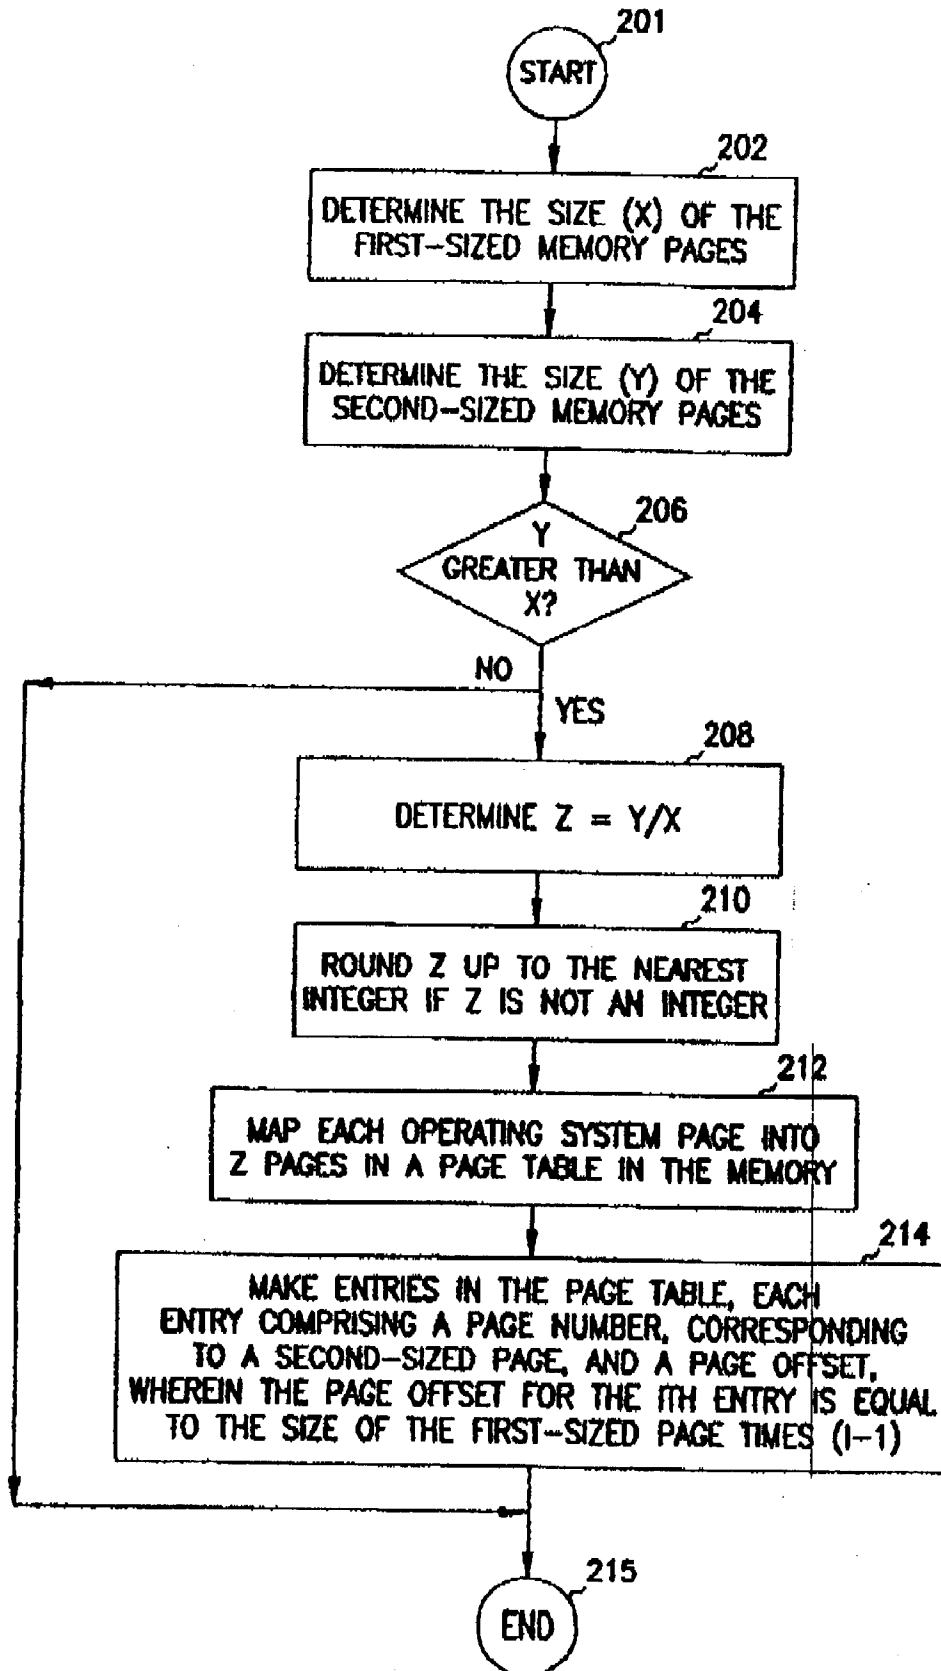 201
START
202
DETERMINE THE SIZE (X) OF THE
FIRST-SIZED MEMORY PAGES
204
DETERMINE THE SIZE (Y) OF THE
SECOND-SIZED MEMORY PAGES
206
Y
GREATER THAN
X?
NO
YES
208
DETERMINE Z = Y/X
210
ROUND Z UP TO THE NEAREST
INTEGER IF Z IS NOT AN INTEGER
212
MAP EACH OPERATING SYSTEM PAGE INTO
Z PAGES IN A PAGE TABLE IN THE MEMORY
214
MAKE ENTRIES IN THE PAGE TABLE, EACH
ENTRY COMPRISING A PAGE NUMBER, CORRESPONDING
TO A SECOND-SIZED PAGE, AND A PAGE OFFSET,
WHEREIN THE PAGE OFFSET FOR THE ITH ENTRY IS EQUAL
TO THE SIZE OF THE FIRST-SIZED PAGE TIMES (I-1)
215
END